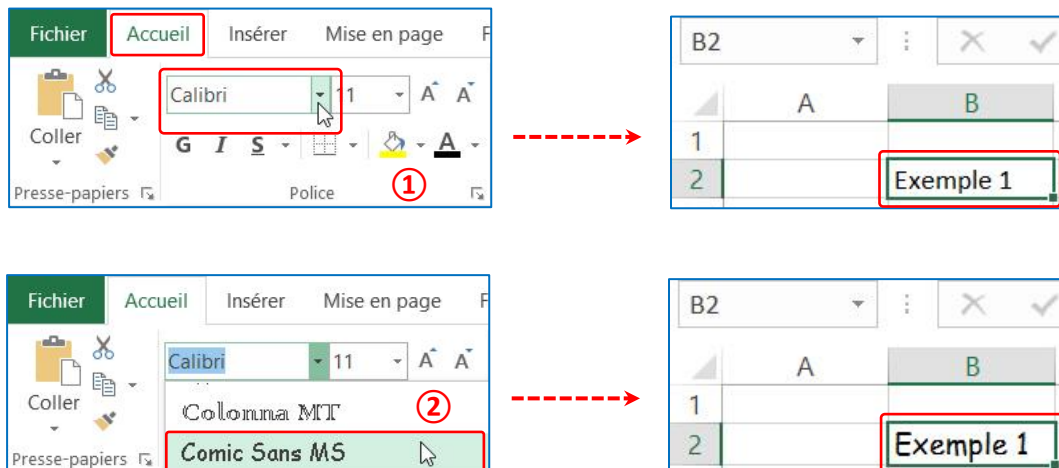 Fichier Accueil Insérer Mise en page F
Calibri 11 A A
Coller
G I S A
Presse-papiers Police ①
B2
A B
1
2 Exemple 1
Fichier Accueil Insérer Mise en page F
Calibri 11 A A
Coller
Colonna MT ②
Presse-papiers Comic Sans MS
B2
A B
1
2 Exemple 1